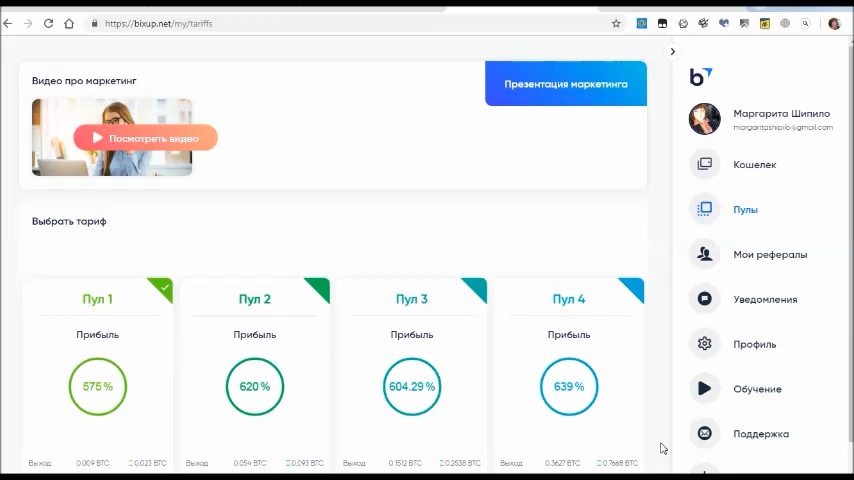 https://bixup.net/my/tariffs
Видео про маркетинг
Презентация маркетинга
Посмотреть видео
Выбрать тариф
Пул 1
Прибыль
575 %
Выход 0.009 BTC 0.023 BTC
Пул 2
Прибыль
620 %
Выход 0.054 BTC 0.093 BTC
Пул 3
Прибыль
604.29 %
Выход 0.1512 BTC 0.2538 BTC
Пул 4
Прибыль
639 %
Выход 0.3627 BTC 0.7668 BTC
b
Маргарита Шипило
margaritashipilo@gmail.com
Кошелек
Пулы
Мои рефералы
Уведомления
Профиль
Обучение
Поддержка